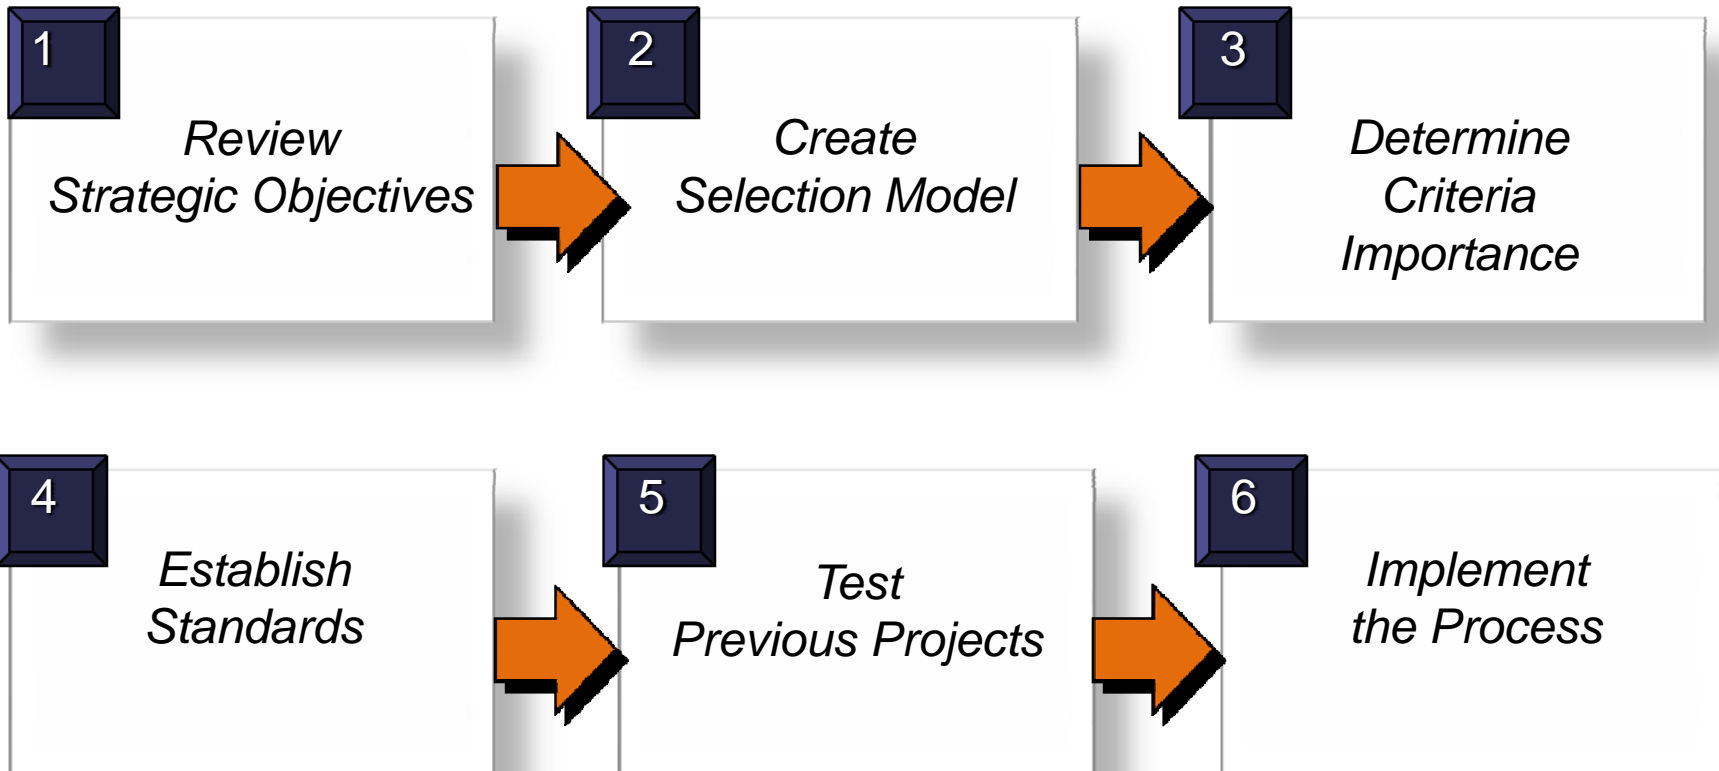 1
Review
Strategic Objectives
2
Create
Selection Model
3
Determine
Criteria
Importance
4
Establish
Standards
5
Test
Previous Projects
6
Implement
the Process